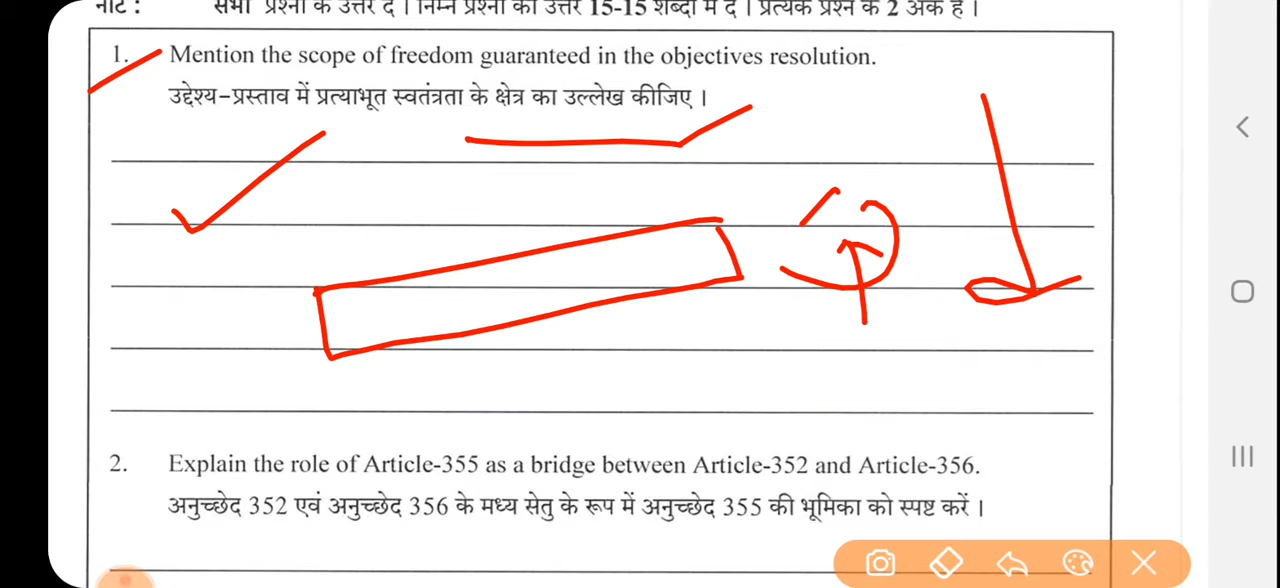 नोट : सभी प्रश्नों के उत्तर दें । निम्न प्रश्नों का उत्तर 15-15 शब्दों में दें । प्रत्येक प्रश्न के 2 अंक हैं ।
1. Mention the scope of freedom guaranteed in the objectives resolution.
उद्देश्य-प्रस्ताव में प्रत्याभूत स्वतंत्रता के क्षेत्र का उल्लेख कीजिए ।
2. Explain the role of Article-355 as a bridge between Article-352 and Article-356.
अनुच्छेद 352 एवं अनुच्छेद 356 के मध्य सेतु के रूप में अनुच्छेद 355 की भूमिका को स्पष्ट करें ।